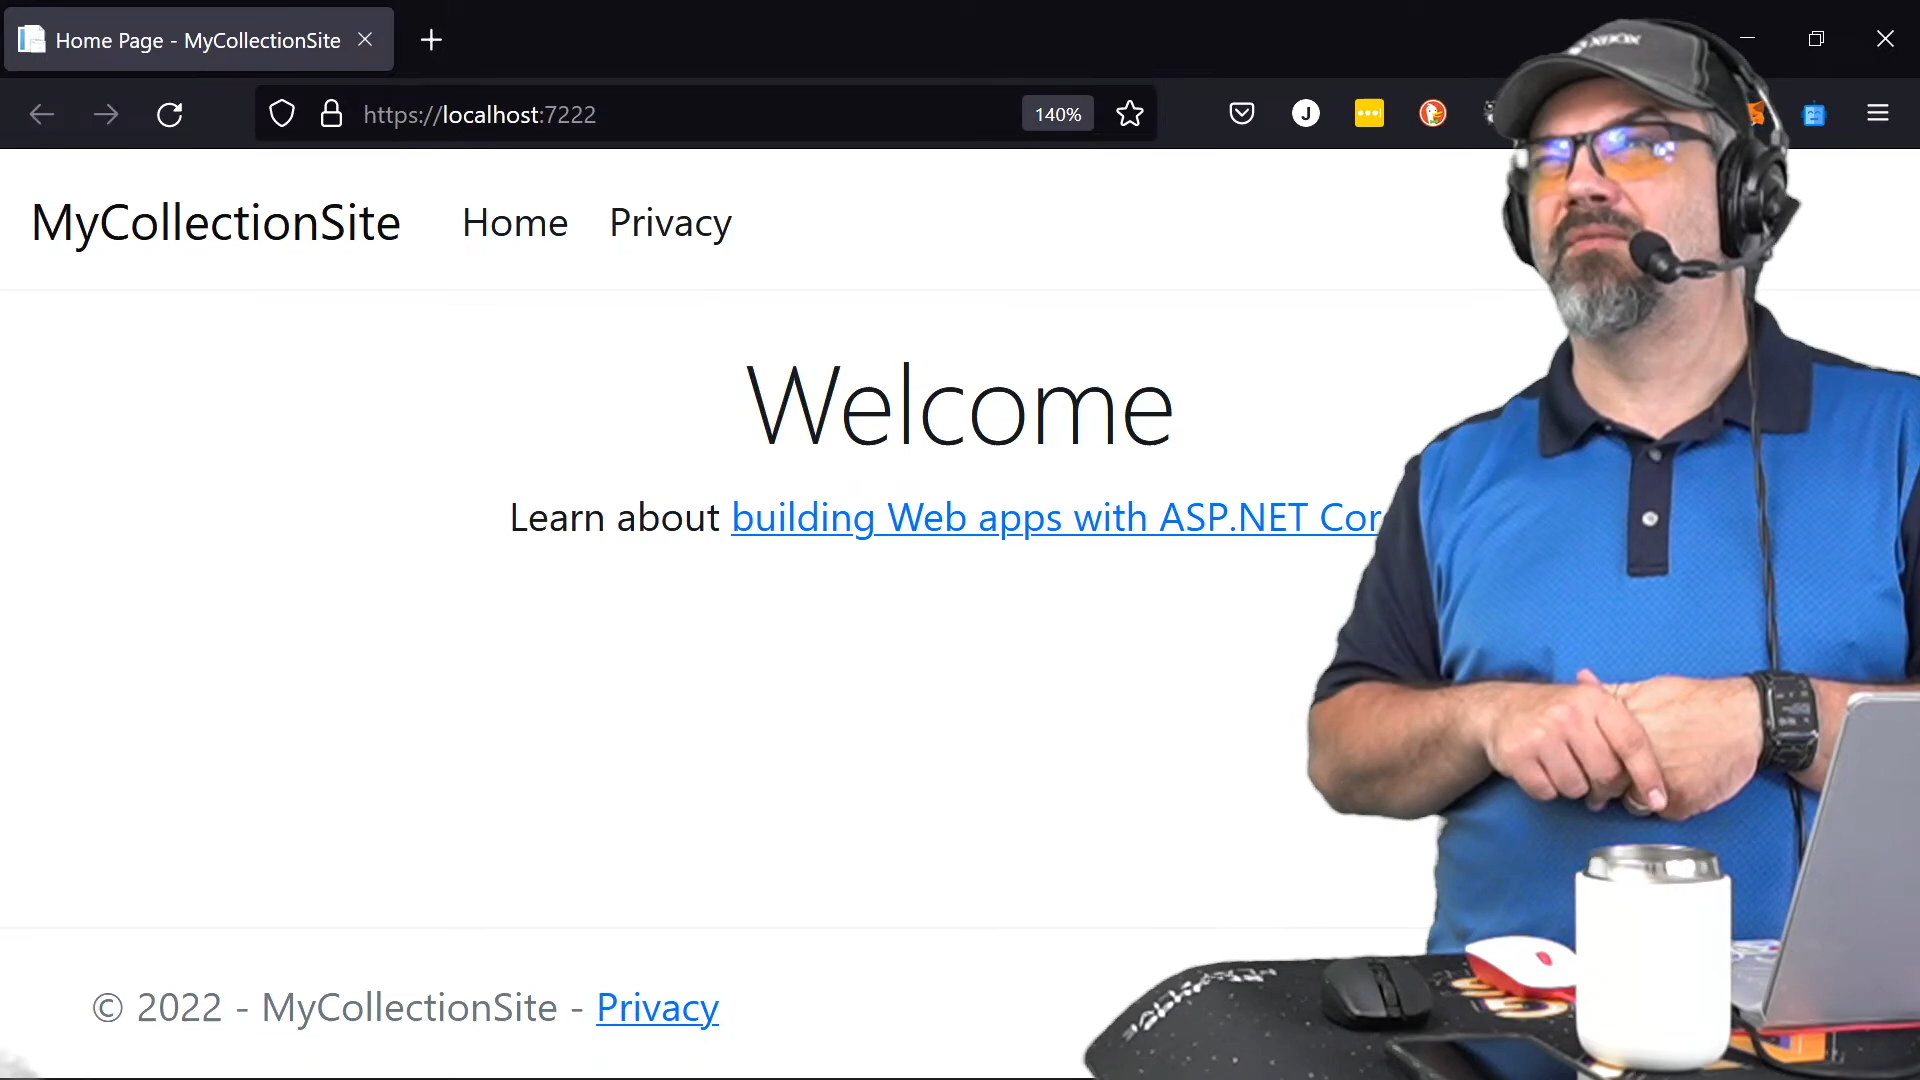 Home Page - MyCollectionSite
https://localhost:7222
140%
J
XBOX
MyCollectionSite Home Privacy
Welcome
Learn about building Web apps with ASP.NET Cor
© 2022 - MyCollectionSite - Privacy